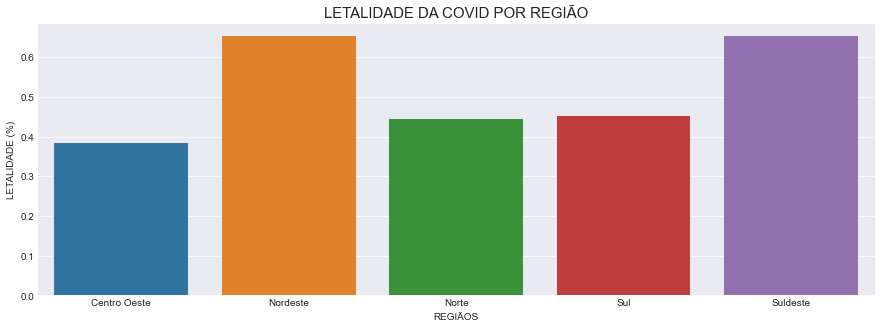 LETALIDADE DA COVID POR REGIÃO
LETALIDADE (%)
0.6
0.5
0.4
0.3
0.2
0.1
0.0
Centro Oeste
Nordeste
Norte
Sul
Suldeste
REGIÃOS